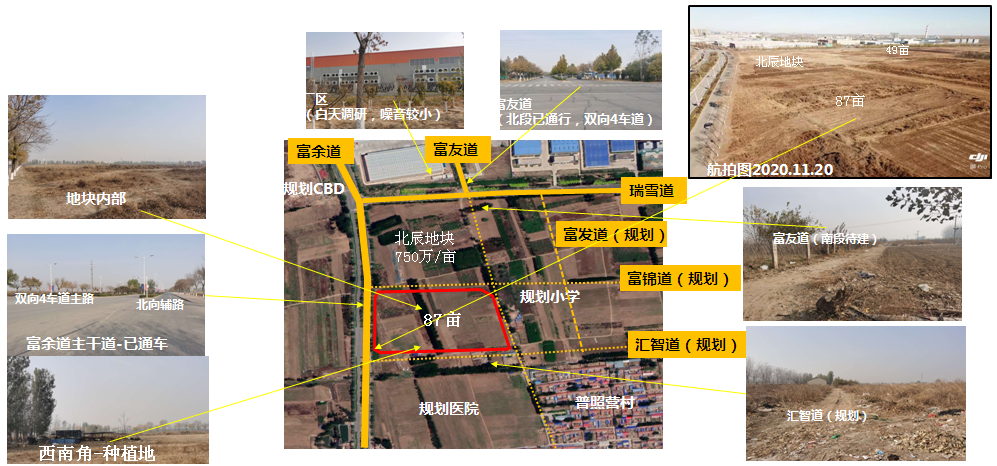 区
（白天调研，噪音较小）
富友道
（北段已通行，双向4车道）
49亩
北辰地块
87亩
航拍图2020.11.20
dji
地块内部
富余道
富友道
规划CBD
瑞雪道
北辰地块
750万/亩
富发道（规划）
富友道（南段待建）
富锦道（规划）
规划小学
87亩
双向4车道主路
北向辅路
富余道主干道-已通车
汇智道（规划）
西南角-种植地
规划医院
普照营村
汇智道（规划）